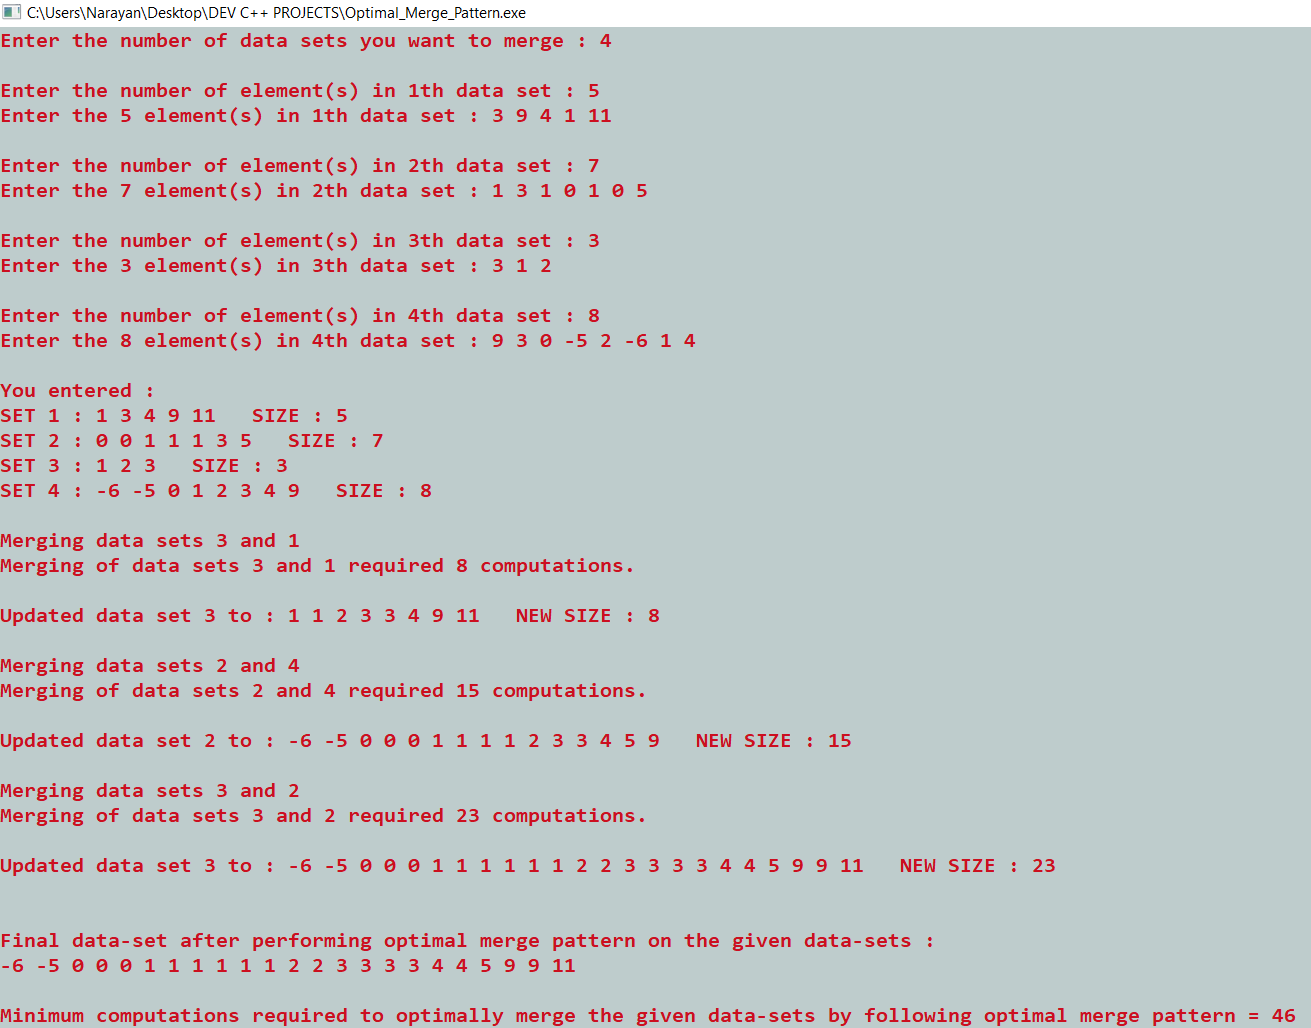 C:\Users\Narayan\Desktop\DEV C++ PROJECTS\Optimal_Merge_Pattern.exe
Enter the number of data sets you want to merge : 4
Enter the number of element(s) in 1th data set : 5
Enter the 5 element(s) in 1th data set : 3 9 4 1 11
Enter the number of element(s) in 2th data set : 7
Enter the 7 element(s) in 2th data set : 1 3 1 0 1 0 5
Enter the number of element(s) in 3th data set : 3
Enter the 3 element(s) in 3th data set : 3 1 2
Enter the number of element(s) in 4th data set : 8
Enter the 8 element(s) in 4th data set : 9 3 0 -5 2 -6 1 4
You entered :
SET 1 : 1 3 4 9 11   SIZE : 5
SET 2 : 0 0 1 1 1 3 5   SIZE : 7
SET 3 : 1 2 3   SIZE : 3
SET 4 : -6 -5 0 1 2 3 4 9   SIZE : 8
Merging data sets 3 and 1
Merging of data sets 3 and 1 required 8 computations.
Updated data set 3 to : 1 1 2 3 3 4 9 11   NEW SIZE : 8
Merging data sets 2 and 4
Merging of data sets 2 and 4 required 15 computations.
Updated data set 2 to : -6 -5 0 0 0 1 1 1 1 2 3 3 4 5 9   NEW SIZE : 15
Merging data sets 3 and 2
Merging of data sets 3 and 2 required 23 computations.
Updated data set 3 to : -6 -5 0 0 0 1 1 1 1 1 1 2 2 3 3 3 3 4 4 5 9 9 11   NEW SIZE : 23
Final data-set after performing optimal merge pattern on the given data-sets :
-6 -5 0 0 0 1 1 1 1 1 1 2 2 3 3 3 3 4 4 5 9 9 11
Minimum computations required to optimally merge the given data-sets by following optimal merge pattern = 46